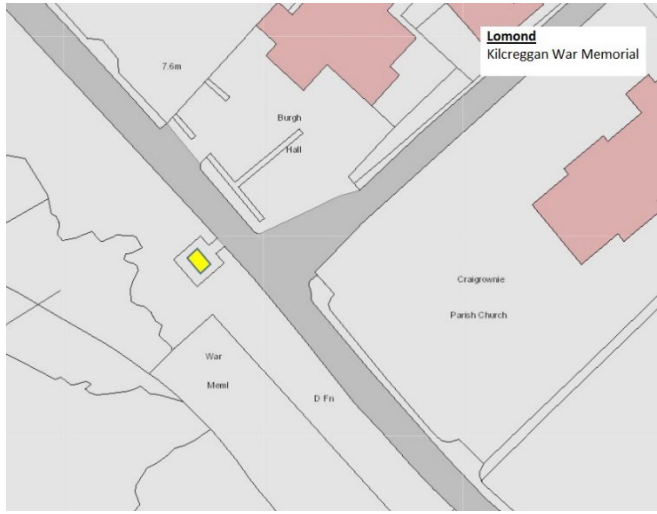 Lomond
Kilcreggan War Memorial
7.6m
Burgh
Hall
Craigrownie
Parish Church
War
Meml
D Fn